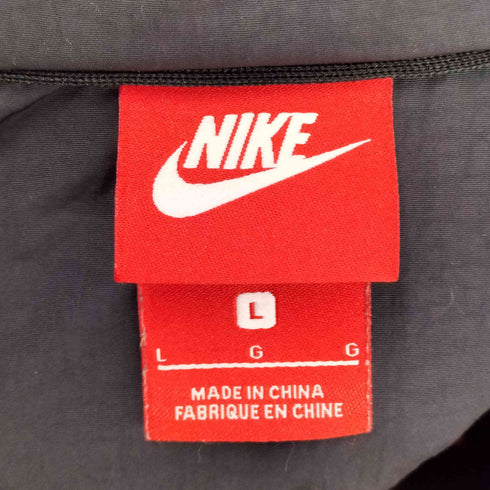 NIKE
L
L G G
MADE IN CHINA
FABRIQUE EN CHINE